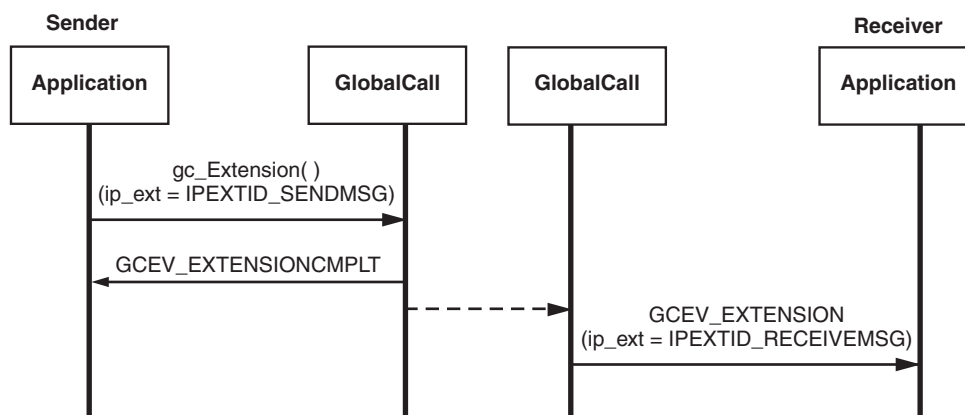 Sender
Receiver
Application
GlobalCall
GlobalCall
Application
gc_Extension( )
(ip_ext = IPEXTID_SENDMSG)
GCEV_EXTENSIONCMPLT
GCEV_EXTENSION
(ip_ext = IPEXTID_RECEIVEMSG)